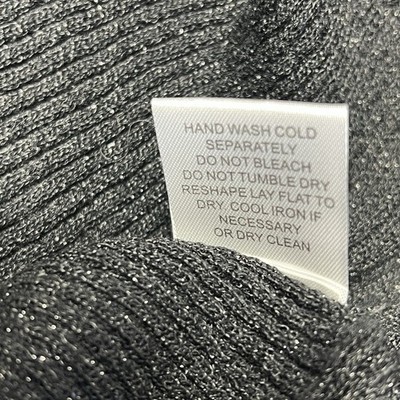 HAND WASH COLD
SEPARATELY
DO NOT BLEACH
DO NOT TUMBLE DRY
RESHAPE LAY FLAT TO
DRY. COOL IRON IF
NECESSARY
OR DRY CLEAN